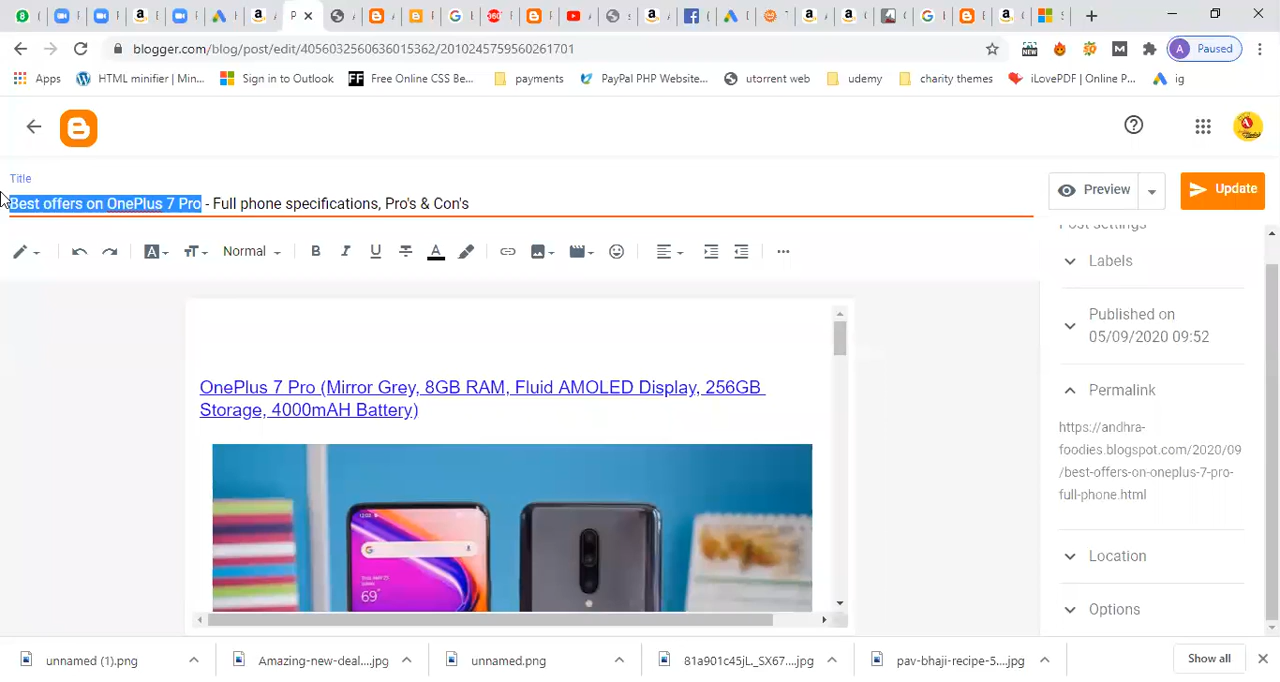 P
blogger.com/blog/post/edit/4056032560636015362/2010245759560261701
A Paused
Apps
HTML minifier | Min...
Sign in to Outlook
Free Online CSS Be...
payments
PayPal PHP Website...
utorrent web
udemy
charity themes
iLovePDF | Online P...
ig
Title
Best offers on OnePlus 7 Pro - Full phone specifications, Pro's & Con's
Preview
Update
Normal
B I U S A
Post settings
Labels
Published on
05/09/2020 09:52
Permalink
https://andhra-
foodies.blogspot.com/2020/09
/best-offers-on-oneplus-7-pro-
full-phone.html
Location
Options
OnePlus 7 Pro (Mirror Grey, 8GB RAM, Fluid AMOLED Display, 256GB
Storage, 4000mAH Battery)
69°
unnamed (1).png
Amazing-new-deal....jpg
unnamed.png
81a901c45jL._SX67....jpg
pav-bhaji-recipe-5....jpg
Show all